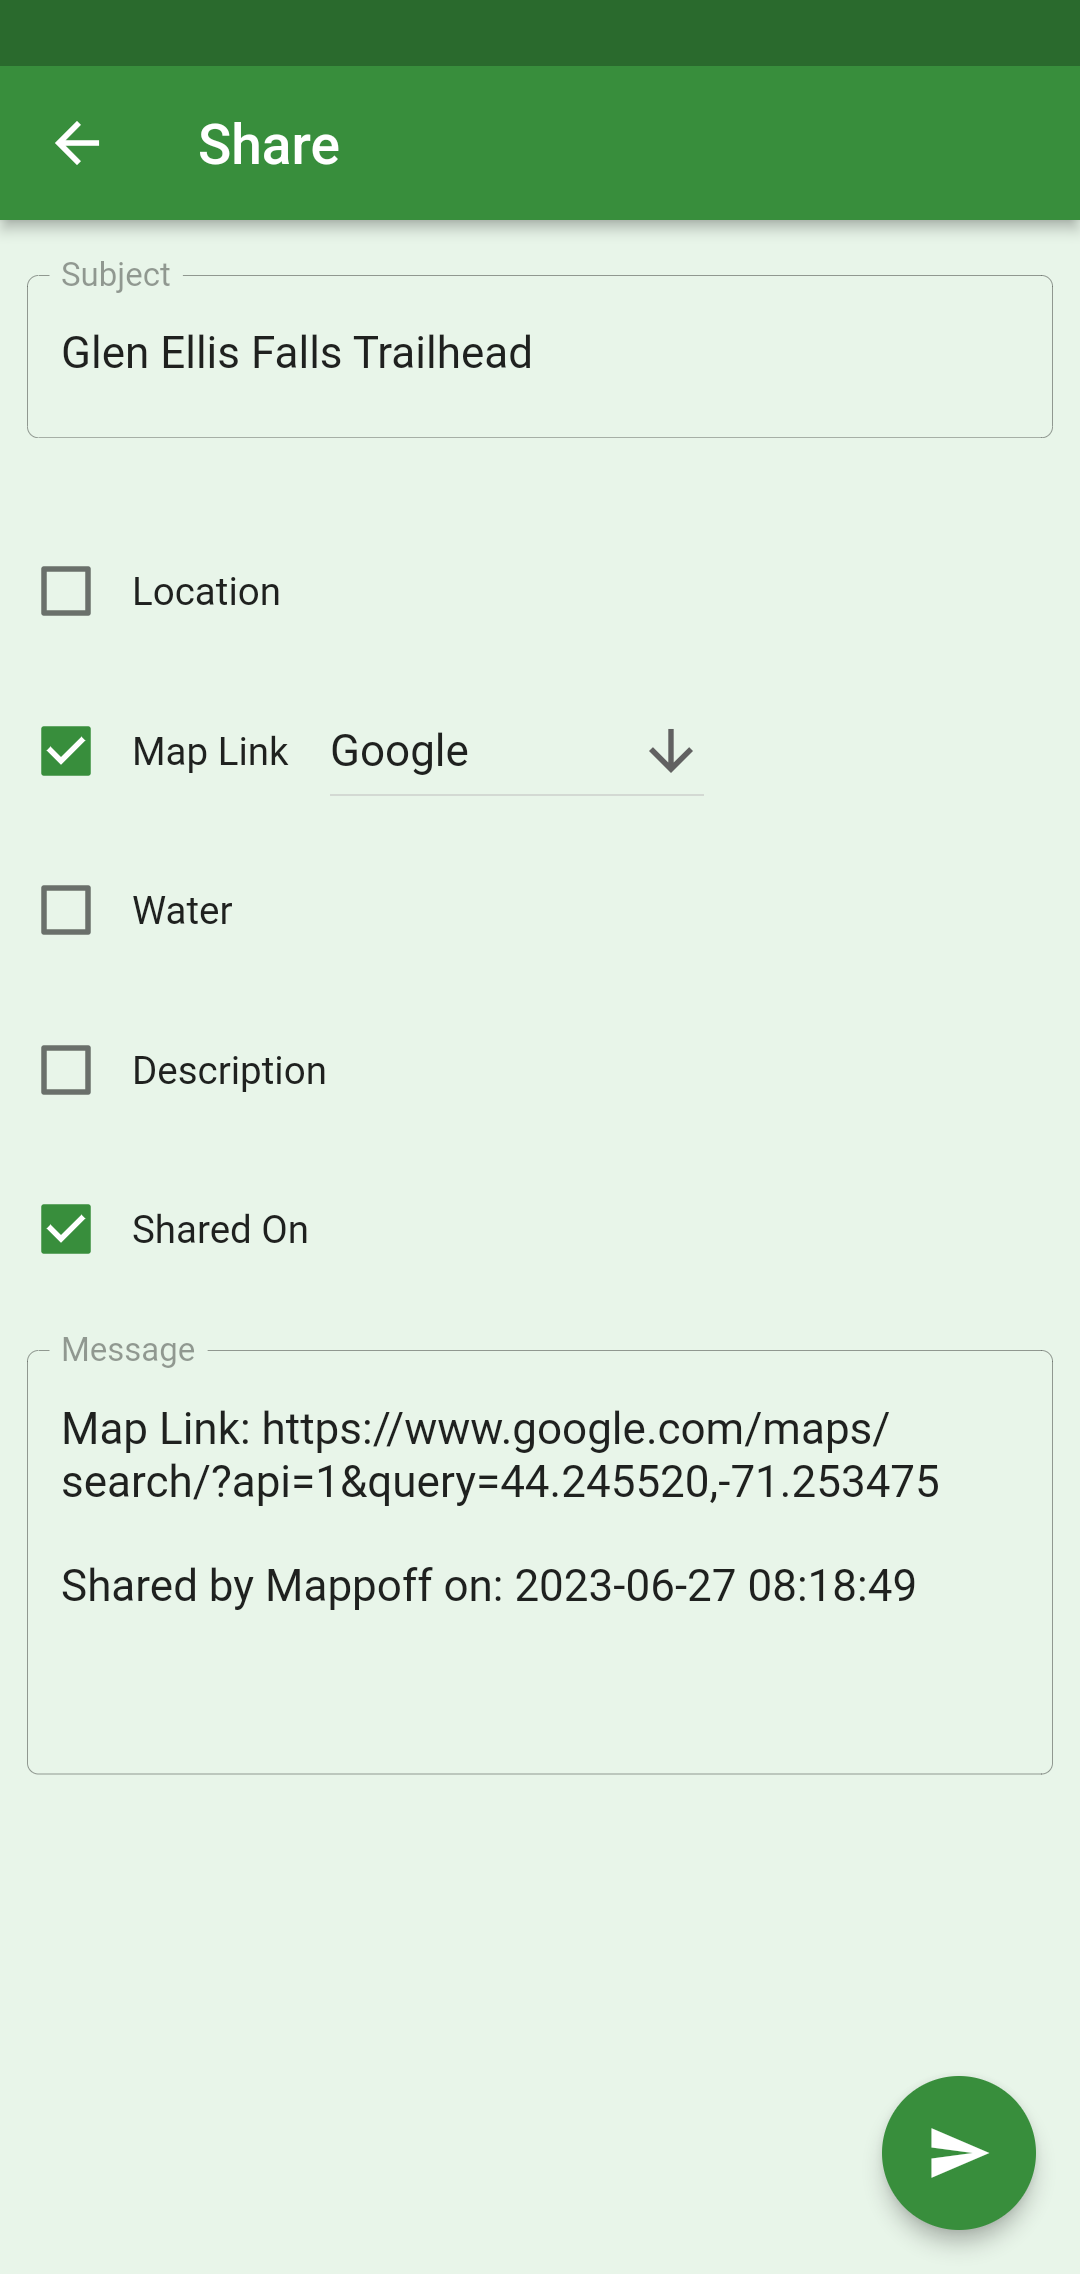 Share
Subject
Glen Ellis Falls Trailhead
Location
Map Link Google
Water
Description
Shared On
Message
Map Link: https://www.google.com/maps/
search/?api=1&query=44.245520,-71.253475
Shared by Mappoff on: 2023-06-27 08:18:49